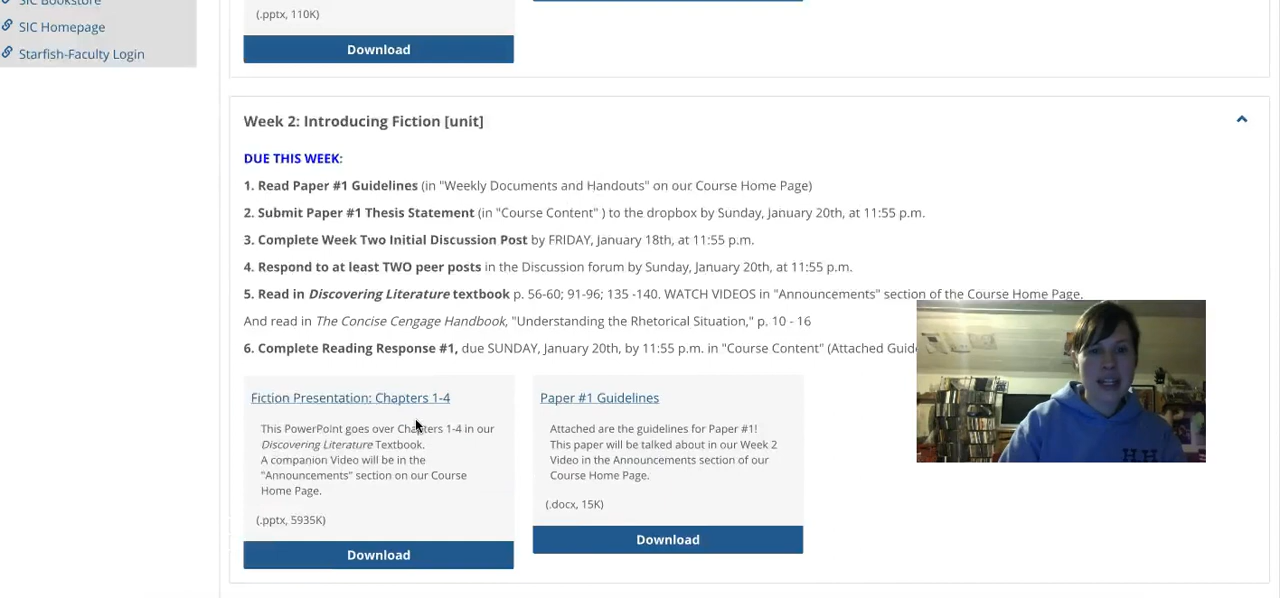 SIC Bookstore
SIC Homepage
Starfish-Faculty Login
(.pptx, 110K)
Download
Week 2: Introducing Fiction [unit]
DUE THIS WEEK:
1. Read Paper #1 Guidelines (in "Weekly Documents and Handouts" on our Course Home Page)
2. Submit Paper #1 Thesis Statement (in "Course Content" ) to the dropbox by Sunday, January 20th, at 11:55 p.m.
3. Complete Week Two Initial Discussion Post by FRIDAY, January 18th, at 11:55 p.m.
4. Respond to at least TWO peer posts in the Discussion forum by Sunday, January 20th, at 11:55 p.m.
5. Read in Discovering Literature textbook p. 56-60; 91-96; 135 -140. WATCH VIDEOS in "Announcements" section of the Course Home Page.
And read in The Concise Cengage Handbook, "Understanding the Rhetorical Situation," p. 10 - 16
6. Complete Reading Response #1, due SUNDAY, January 20th, by 11:55 p.m. in "Course Content" (Attached
Fiction Presentation: Chapters 1-4
This PowerPoint goes over Chapters 1-4 in our
Discovering Literature Textbook.
A companion Video will be in the
"Announcements" section on our Course
Home Page.
(.pptx, 5935K)
Download
Paper #1 Guidelines
Attached are the guidelines for Paper #1!
This paper will be talked about in our Week 2
Video in the Announcements section of our
Course Home Page.
(.docx, 15K)
Download